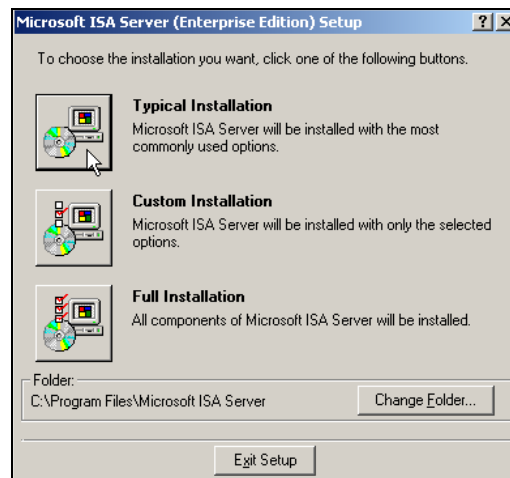 Microsoft ISA Server (Enterprise Edition) Setup
To choose the installation you want, click one of the following buttons.
Typical Installation
Microsoft ISA Server will be installed with the most
commonly used options.
Custom Installation
Microsoft ISA Server will be installed with only the selected
options.
Full Installation
All components of Microsoft ISA Server will be installed.
Folder:
C:\Program Files\Microsoft ISA Server
Change Folder...
Exit Setup